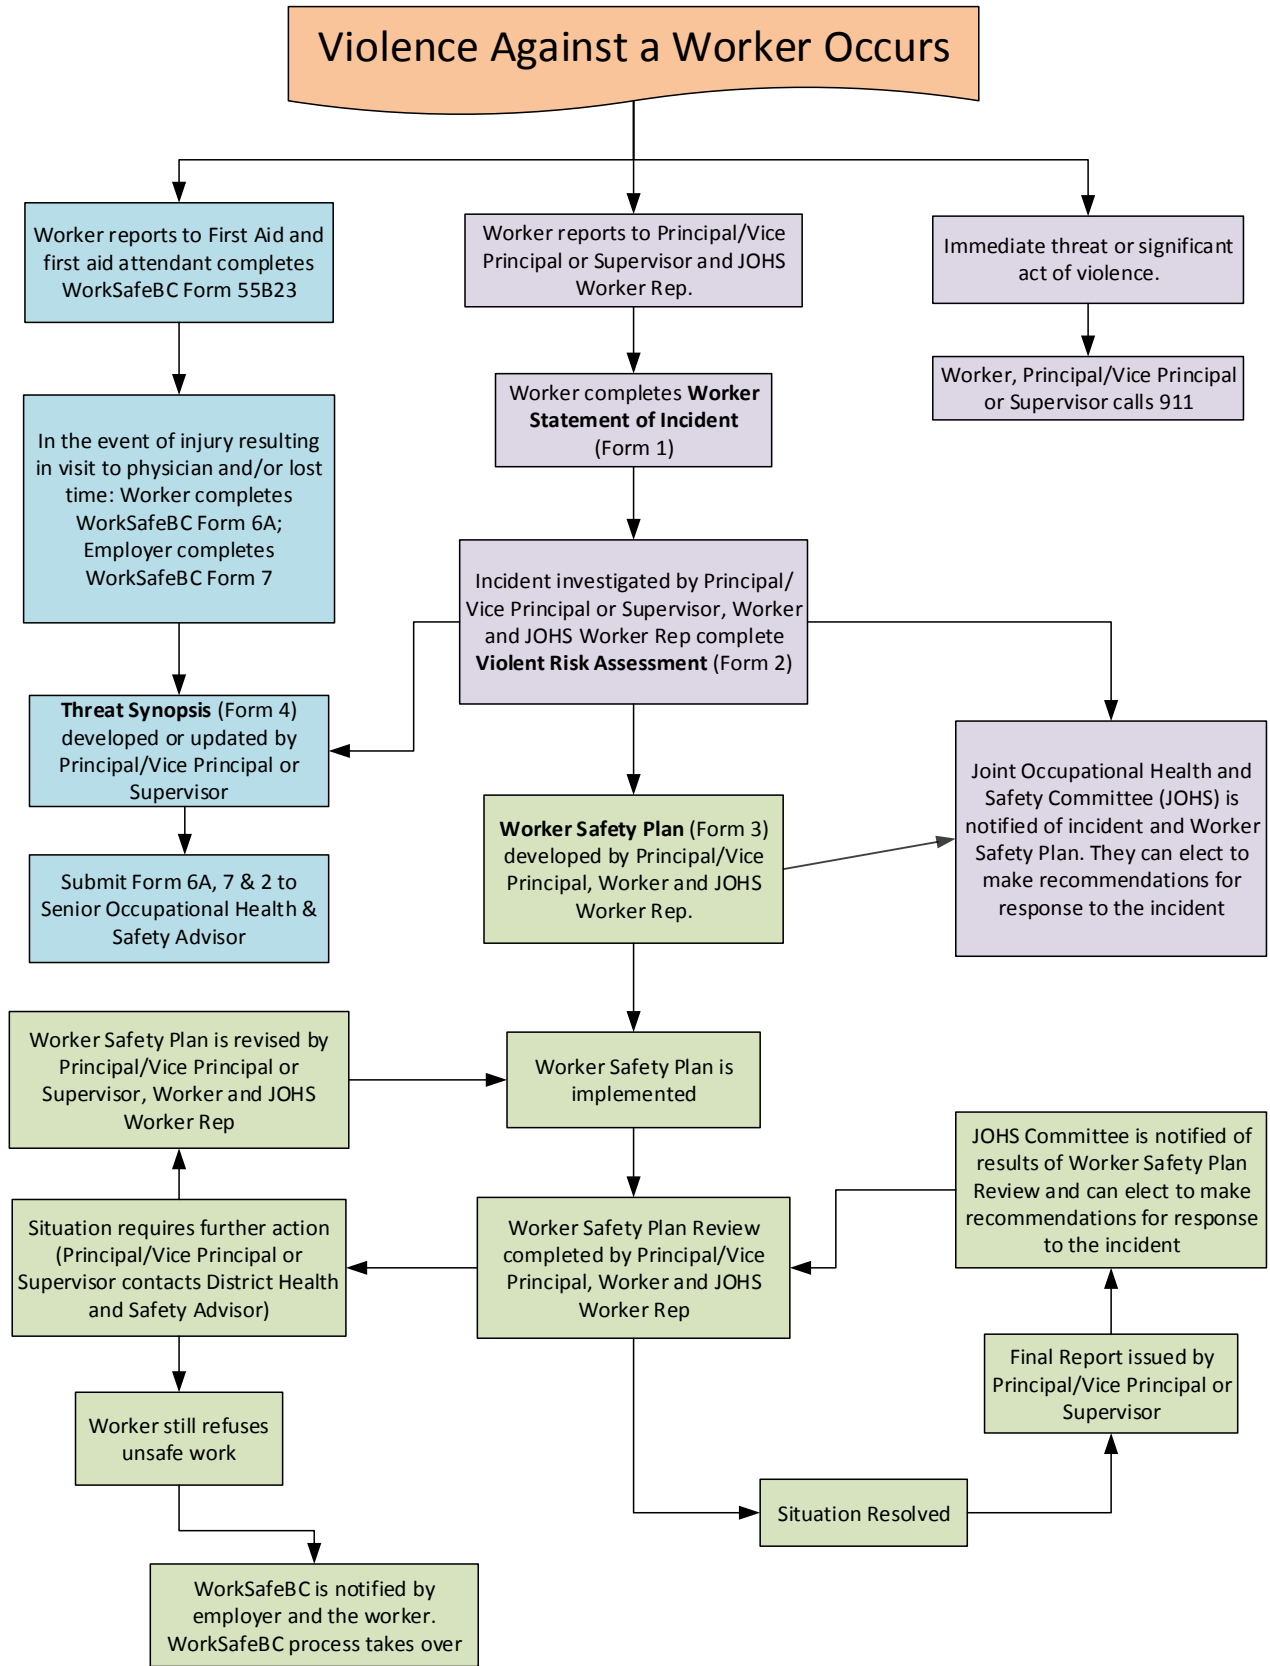 Violence Against a Worker Occurs
Worker reports to First Aid and
first aid attendant completes
WorkSafeBC Form 55B23
Worker reports to Principal/Vice
Principal or Supervisor and JOHS
Worker Rep.
Immediate threat or significant
act of violence.
Worker, Principal/Vice Principal
or Supervisor calls 911
Worker completes Worker
Statement of Incident
(Form 1)
In the event of injury resulting
in visit to physician and/or lost
time: Worker completes
WorkSafeBC Form 6A;
Employer completes
WorkSafeBC Form 7
Incident investigated by Principal/
Vice Principal or Supervisor, Worker
and JOHS Worker Rep complete
Violent Risk Assessment (Form 2)
Threat Synopsis (Form 4)
developed or updated by
Principal/Vice Principal or
Supervisor
Joint Occupational Health and
Safety Committee (JOHS) is
notified of incident and Worker
Safety Plan. They can elect to
make recommendations for
response to the incident
Worker Safety Plan (Form 3)
developed by Principal/Vice
Principal, Worker and JOHS
Worker Rep.
Submit Form 6A, 7 & 2 to
Senior Occupational Health &
Safety Advisor
Worker Safety Plan is revised by
Principal/Vice Principal or
Supervisor, Worker and JOHS
Worker Rep
Worker Safety Plan is
implemented
JOHS Committee is notified of
results of Worker Safety Plan
Review and can elect to make
recommendations for response
to the incident
Situation requires further action
(Principal/Vice Principal or
Supervisor contacts District Health
and Safety Advisor)
Worker Safety Plan Review
completed by Principal/Vice
Principal, Worker and JOHS
Worker Rep
Final Report issued by
Principal/Vice Principal or
Supervisor
Worker still refuses
unsafe work
Situation Resolved
WorkSafeBC is notified by
employer and the worker.
WorkSafeBC process takes over